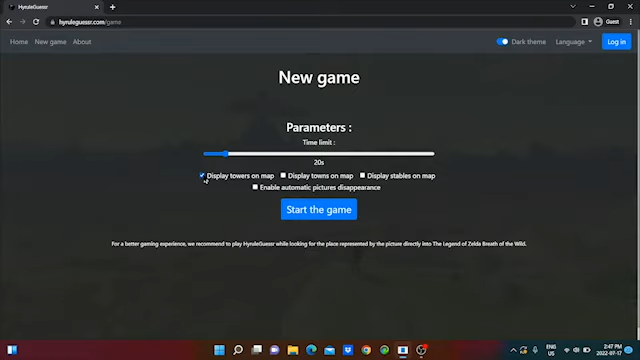 HyruleGuessr
hyruleguessr.com/game
Guest
Home New game About Dark theme Language Log in
New game
Parameters :
Time limit :
20s
Display towers on map Display towns on map Display stables on map
Enable automatic pictures disappearance
Start the game
For a better gaming experience, we recommend to play HyruleGuessr while looking for the place represented by the picture directly into The Legend of Zelda Breath of the Wild.
ENG
US
2:47 PM
2022-07-17